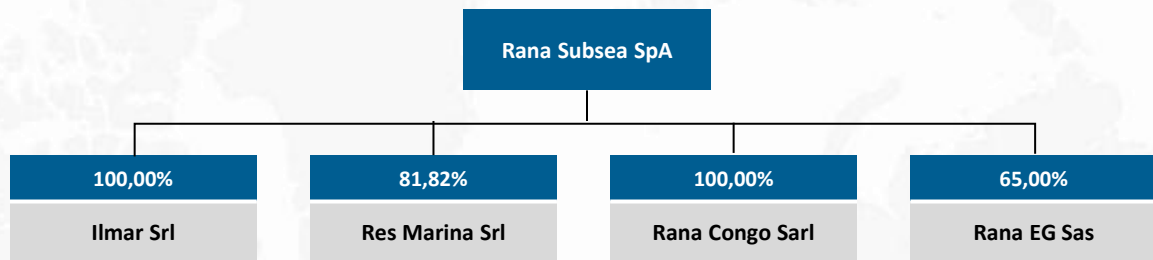 Rana Subsea SpA
100,00%
81,82%
100,00%
65,00%
Ilmar Srl
Res Marina Srl
Rana Congo Sarl
Rana EG Sas